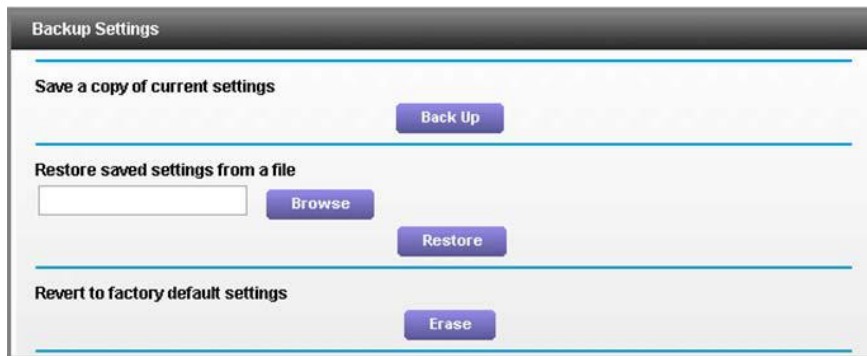 Backup Settings
Save a copy of current settings
Back Up
Restore saved settings from a file
Browse
Restore
Revert to factory default settings
Erase